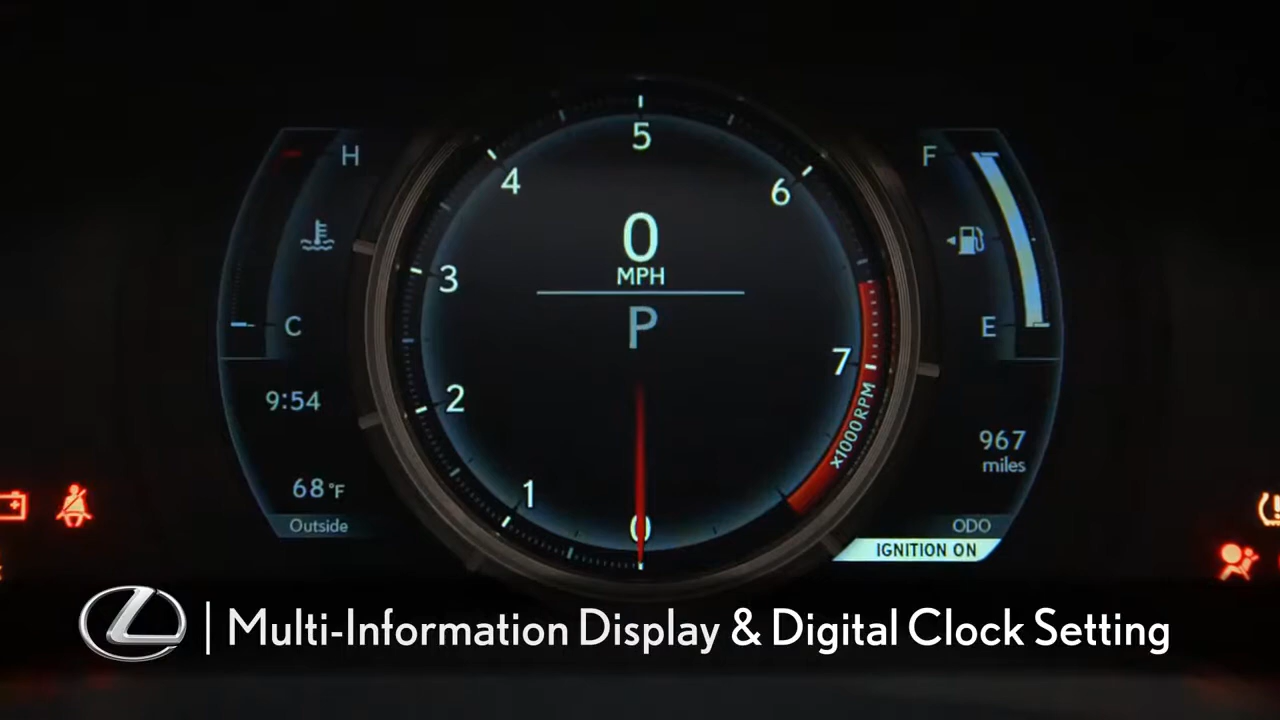 5
4
6
H
F
0
MPH
3
C
P
E
7
9:54
2
x1000RPM
967
miles
68°F
1
Outside
0
ODO
IGNITION ON
Multi-Information Display & Digital Clock Setting